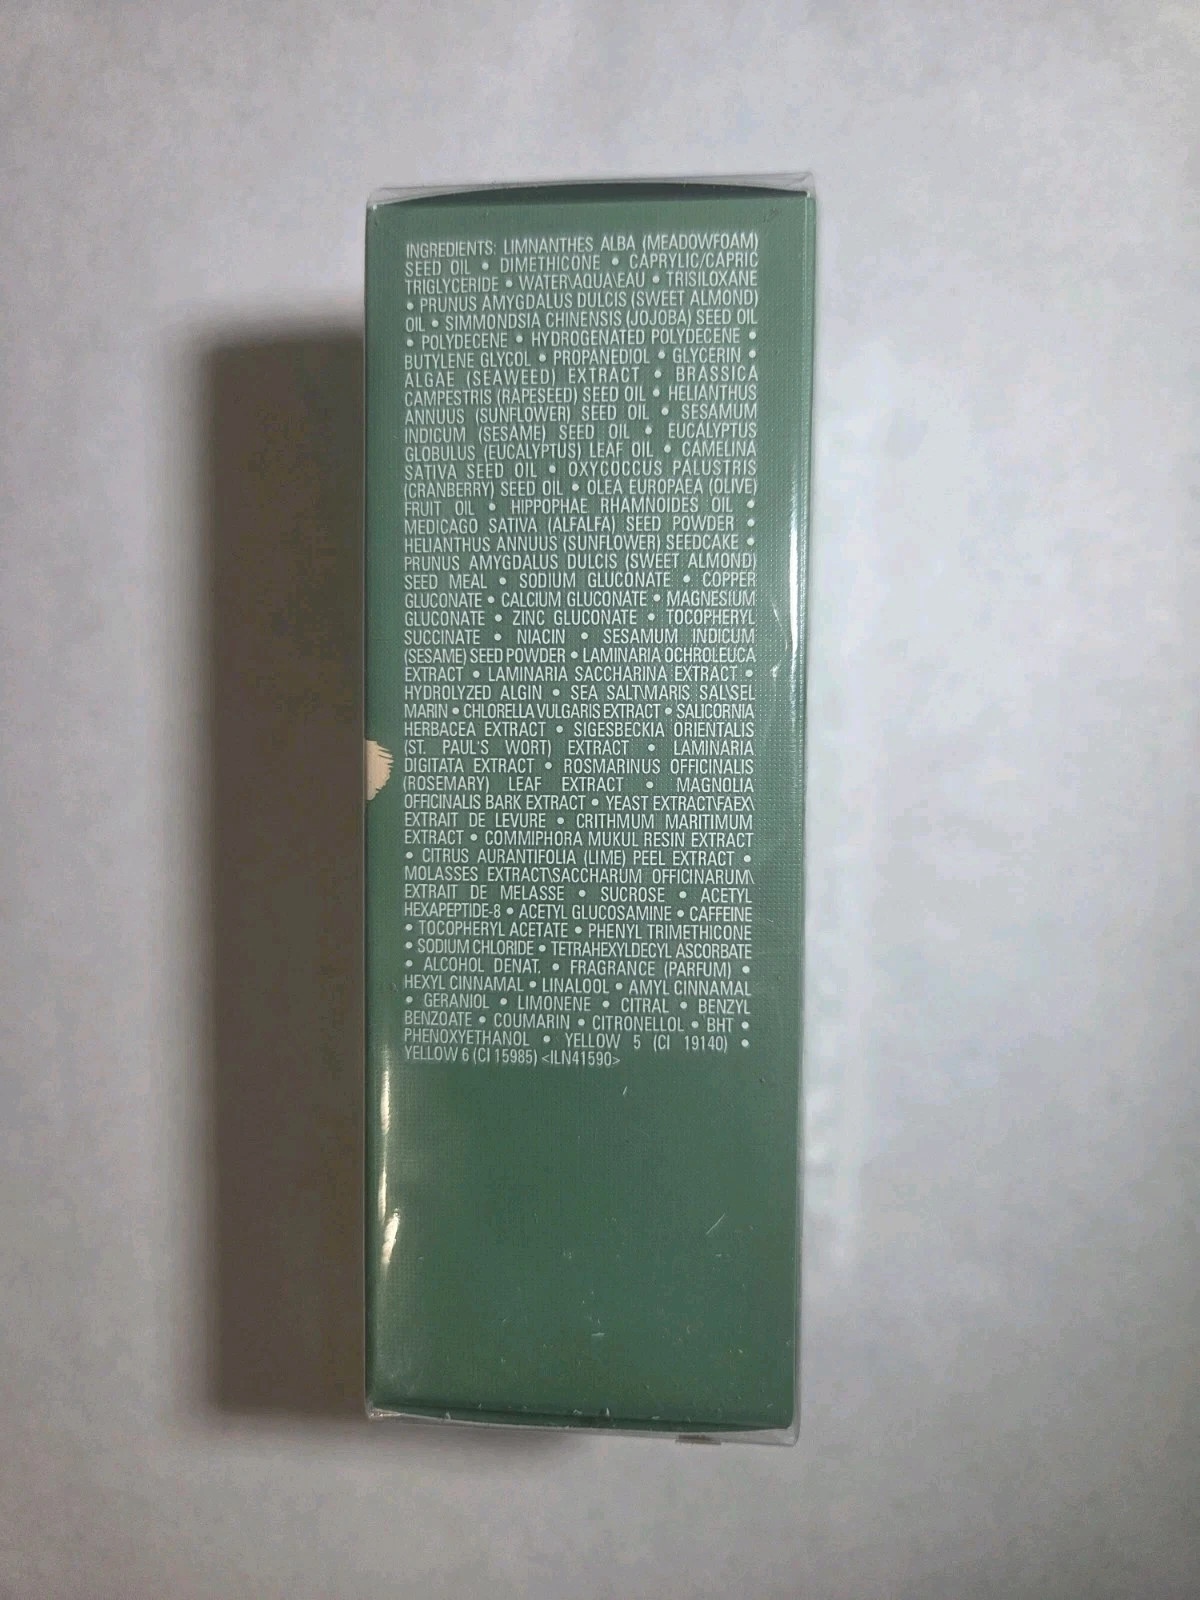 INGREDIENTS: LIMNANTHES ALBA (MEADOWFOAM)
SEED OIL • DIMETHICONE • CAPRYLIC/CAPRIC
TRIGLYCERIDE • WATER\AQUA\EAU • TRISILOXANE
• PRUNUS AMYGDALUS DULCIS (SWEET ALMOND)
OIL • SIMMONDSIA CHINENSIS (JOJOBA) SEED OIL
• POLYDECENE • HYDROGENATED POLYDECENE •
BUTYLENE GLYCOL • PROPANEDIOL • GLYCERIN •
ALGAE (SEAWEED) EXTRACT • BRASSICA
CAMPESTRIS (RAPESEED) SEED OIL • HELIANTHUS
ANNUUS (SUNFLOWER) SEED OIL • SESAMUM
INDICUM (SESAME) SEED OIL • EUCALYPTUS
GLOBULUS (EUCALYPTUS) LEAF OIL • CAMELINA
SATIVA SEED OIL • OXYCOCCUS PALUSTRIS
(CRANBERRY) SEED OIL • OLEA EUROPAEA (OLIVE)
FRUIT OIL • HIPPOPHAE RHAMNOIDES OIL •
MEDICAGO SATIVA (ALFALFA) SEED POWDER •
HELIANTHUS ANNUUS (SUNFLOWER) SEEDCAKE •
PRUNUS AMYGDALUS DULCIS (SWEET ALMOND)
SEED MEAL • SODIUM GLUCONATE • COPPER
GLUCONATE • CALCIUM GLUCONATE • MAGNESIUM
GLUCONATE • ZINC GLUCONATE • TOCOPHERYL
SUCCINATE • NIACIN • SESAMUM INDICUM
(SESAME) SEED POWDER • LAMINARIA OCHROLEUCA
EXTRACT • LAMINARIA SACCHARINA EXTRACT •
HYDROLYZED ALGIN • SEA SALT\MARIS SAL\SEL
MARIN • CHLORELLA VULGARIS EXTRACT • SALICORNIA
HERBACEA EXTRACT • SIGESBECKIA ORIENTALIS
(ST. PAUL'S WORT) EXTRACT • LAMINARIA
DIGITATA EXTRACT • ROSMARINUS OFFICINALIS
(ROSEMARY) LEAF EXTRACT • MAGNOLIA
OFFICINALIS BARK EXTRACT • YEAST EXTRACT\FAEX\
EXTRAIT DE LEVURE • CRITHMUM MARITIMUM
EXTRACT • COMMIPHORA MUKUL RESIN EXTRACT
• CITRUS AURANTIFOLIA (LIME) PEEL EXTRACT •
MOLASSES EXTRACT\SACCHARUM OFFICINARUM\
EXTRAIT DE MELASSE • SUCROSE • ACETYL
HEXAPEPTIDE-8 • ACETYL GLUCOSAMINE • CAFFEINE
• TOCOPHERYL ACETATE • PHENYL TRIMETHICONE
• SODIUM CHLORIDE • TETRAHEXYLDECYL ASCORBATE
• ALCOHOL DENAT. • FRAGRANCE (PARFUM) •
HEXYL CINNAMAL • LINALOOL • AMYL CINNAMAL
• GERANIOL • LIMONENE • CITRAL • BENZYL
BENZOATE • COUMARIN • CITRONELLOL • BHT •
PHENOXYETHANOL • YELLOW 5 (CI 19140) •
YELLOW 6 (CI 15985) <ILN41590>